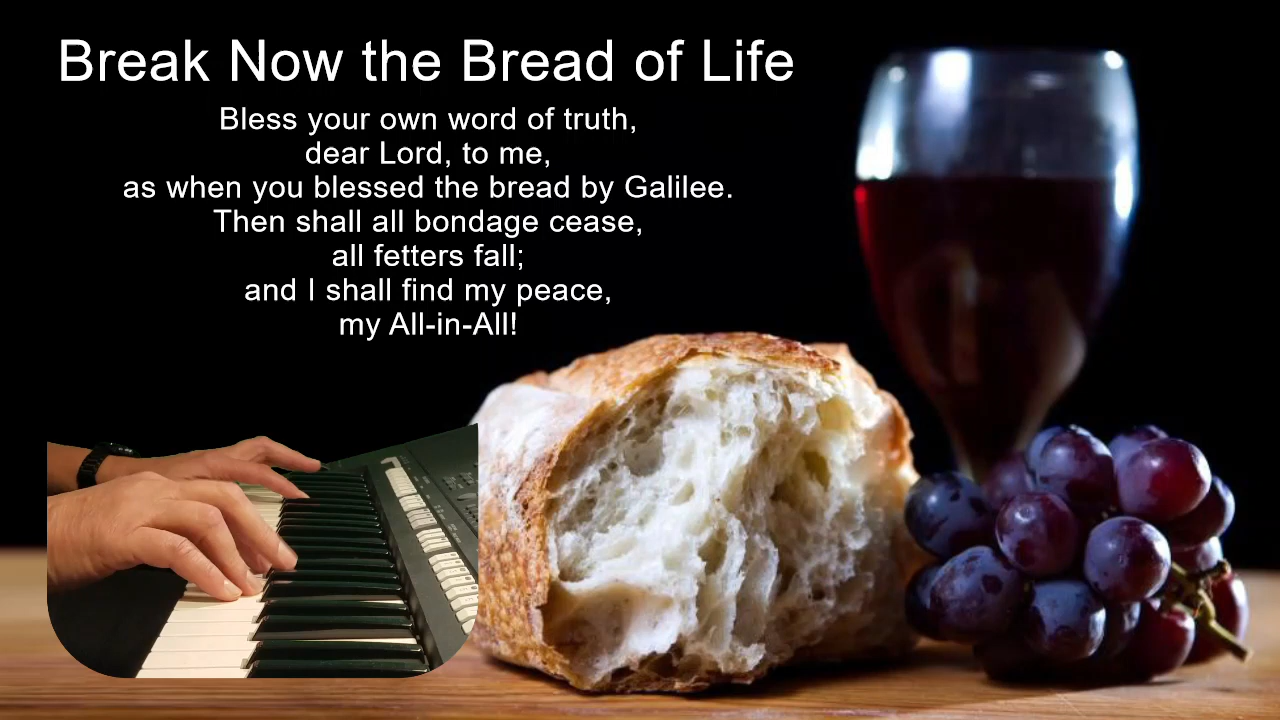 Break Now the Bread of Life
Bless your own word of truth,
dear Lord, to me,
as when you blessed the bread by Galilee.
Then shall all bondage cease,
all fetters fall;
and I shall find my peace,
my All-in-All!